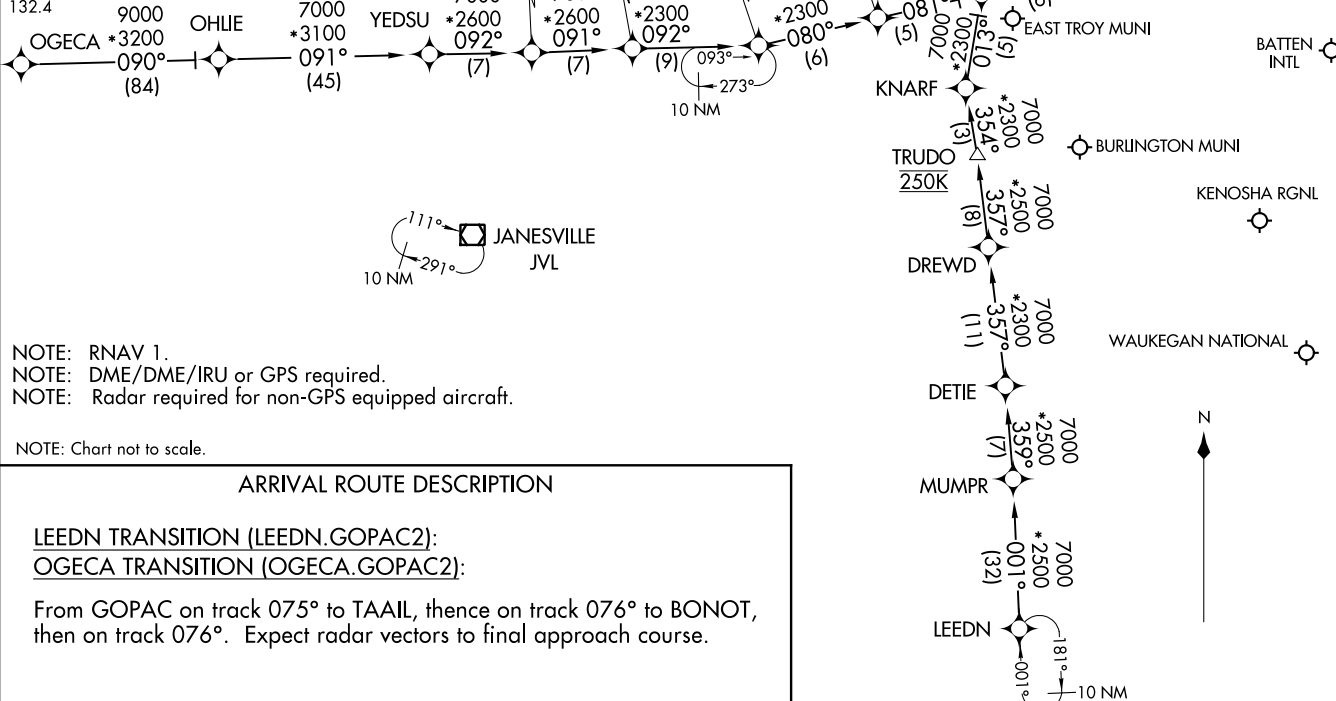 132.4
9000
*3200
OGECA
090°
(84)
OHLIE
7000
*3100
091°
(45)
YEDSU
*2600
092°
(7)
*2600
091°
(7)
*2300
092°
(9)
093°
273°
10 NM
*2300
080°
(6)
(5)
7000
*2300
013°
(5)
EAST TROY MUNI
BATTEN
INTL
KNARF
7000
*2300
354°
(3)
TRUDO
250K
BURLINGTON MUNI
7000
*2500
357°
(8)
KENOSHA RGNL
111°
JANESVILLE
JVL
291°
10 NM
DREWD
7000
*2300
357°
(11)
WAUKEGAN NATIONAL
DETIE
NOTE: RNAV 1.
NOTE: DME/DME/IRU or GPS required.
NOTE: Radar required for non-GPS equipped aircraft.
NOTE: Chart not to scale.
7000
*2500
359°
(7)
N
MUMPR
7000
*2500
001°
(32)
LEEDN
181°
001°
10 NM
ARRIVAL ROUTE DESCRIPTION
LEEDN TRANSITION (LEEDN.GOPAC2):
OGECA TRANSITION (OGECA.GOPAC2):
From GOPAC on track 075° to TAAIL, thence on track 076° to BONOT,
then on track 076°. Expect radar vectors to final approach course.